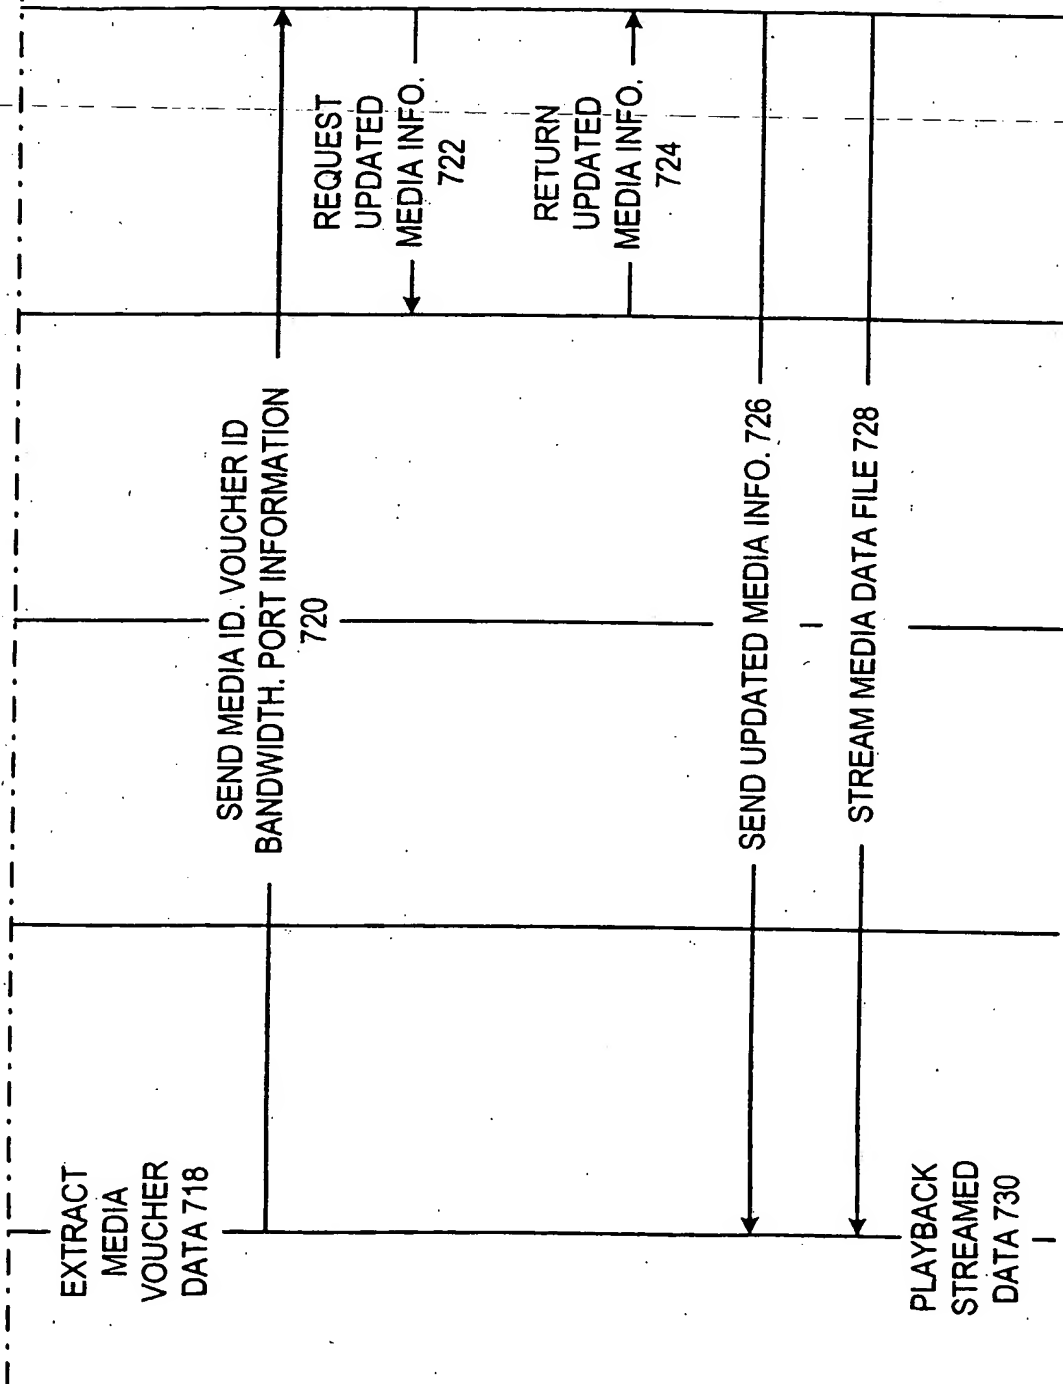 EXTRACT
MEDIA
VOUCHER
DATA 718
SEND MEDIA ID. VOUCHER ID
BANDWIDTH. PORT INFORMATION
720
REQUEST
UPDATED
MEDIA INFO.
722
RETURN
UPDATED
MEDIA INFO.
724
SEND UPDATED MEDIA INFO. 726
STREAM MEDIA DATA FILE 728
PLAYBACK
STREAMED
DATA 730